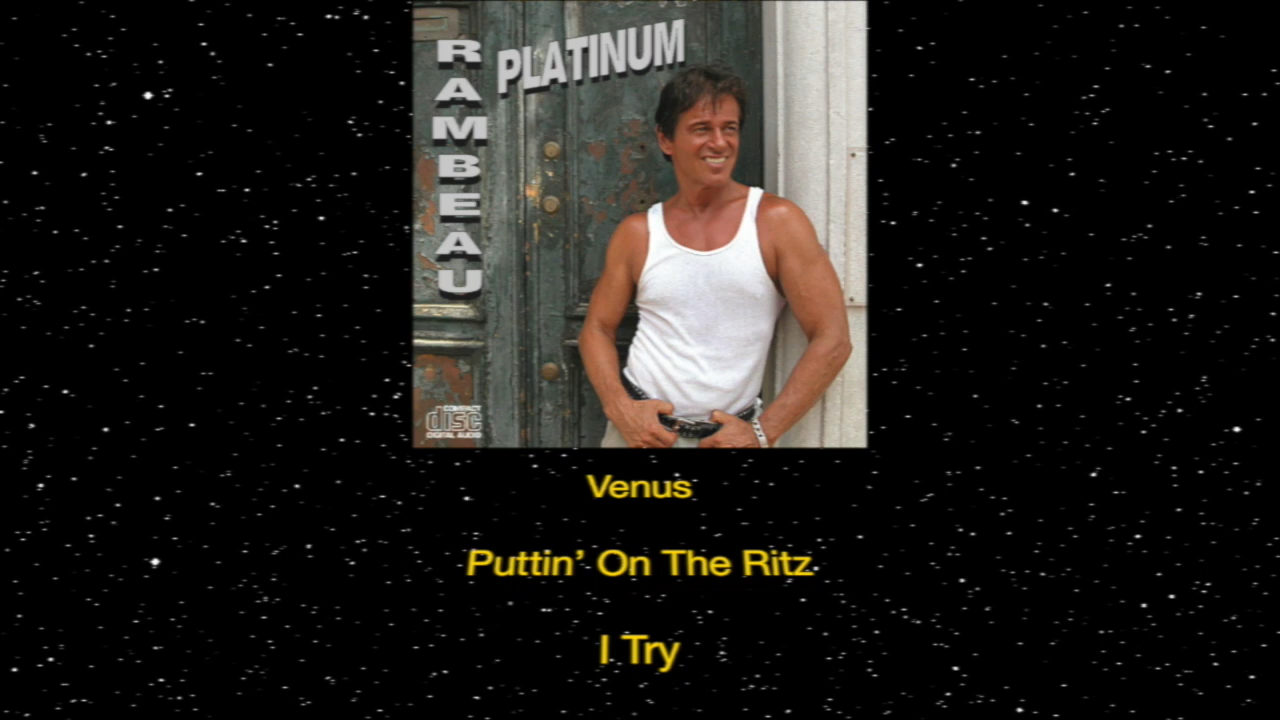 RAMBEAU
PLATINUM
COMPACT
disc
DIGITAL AUDIO
Venus
Puttin’ On The Ritz
I Try